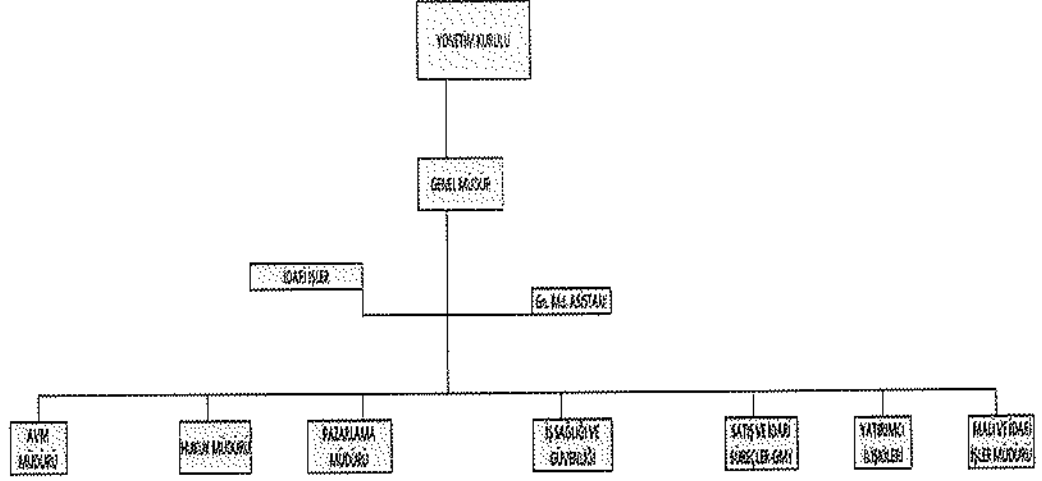 YÖNETİM KURULU
GENEL MÜDÜR
İDARİ İŞLER
Gn. Md. ASİSTANI
AVM
MÜDÜRÜ
HUKUK MÜDÜRÜ
PAZARLAMA
MÜDÜRÜ
İŞ SAĞLIĞI VE
GÜVENLİĞİ
SATIŞ VE İDARİ
SÜREÇLER
YATIRIMCI
İLİŞKİLERİ
MALİ VE İDARİ
İŞLER MÜDÜRÜ